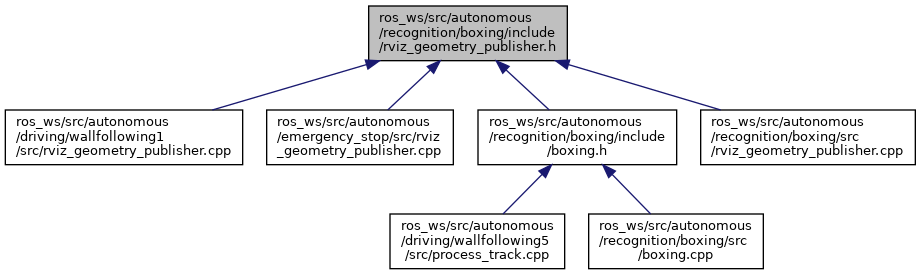 ros_ws/src/autonomous
/recognition/boxing/include
/rviz_geometry_publisher.h
ros_ws/src/autonomous
/driving/wallfollowing1
/src/rviz_geometry_publisher.cpp
ros_ws/src/autonomous
/emergency_stop/src/rviz
_geometry_publisher.cpp
ros_ws/src/autonomous
/recognition/boxing/include
/boxing.h
ros_ws/src/autonomous
/recognition/boxing/src
/rviz_geometry_publisher.cpp
ros_ws/src/autonomous
/driving/wallfollowing5
/src/process_track.cpp
ros_ws/src/autonomous
/recognition/boxing/src
/boxing.cpp